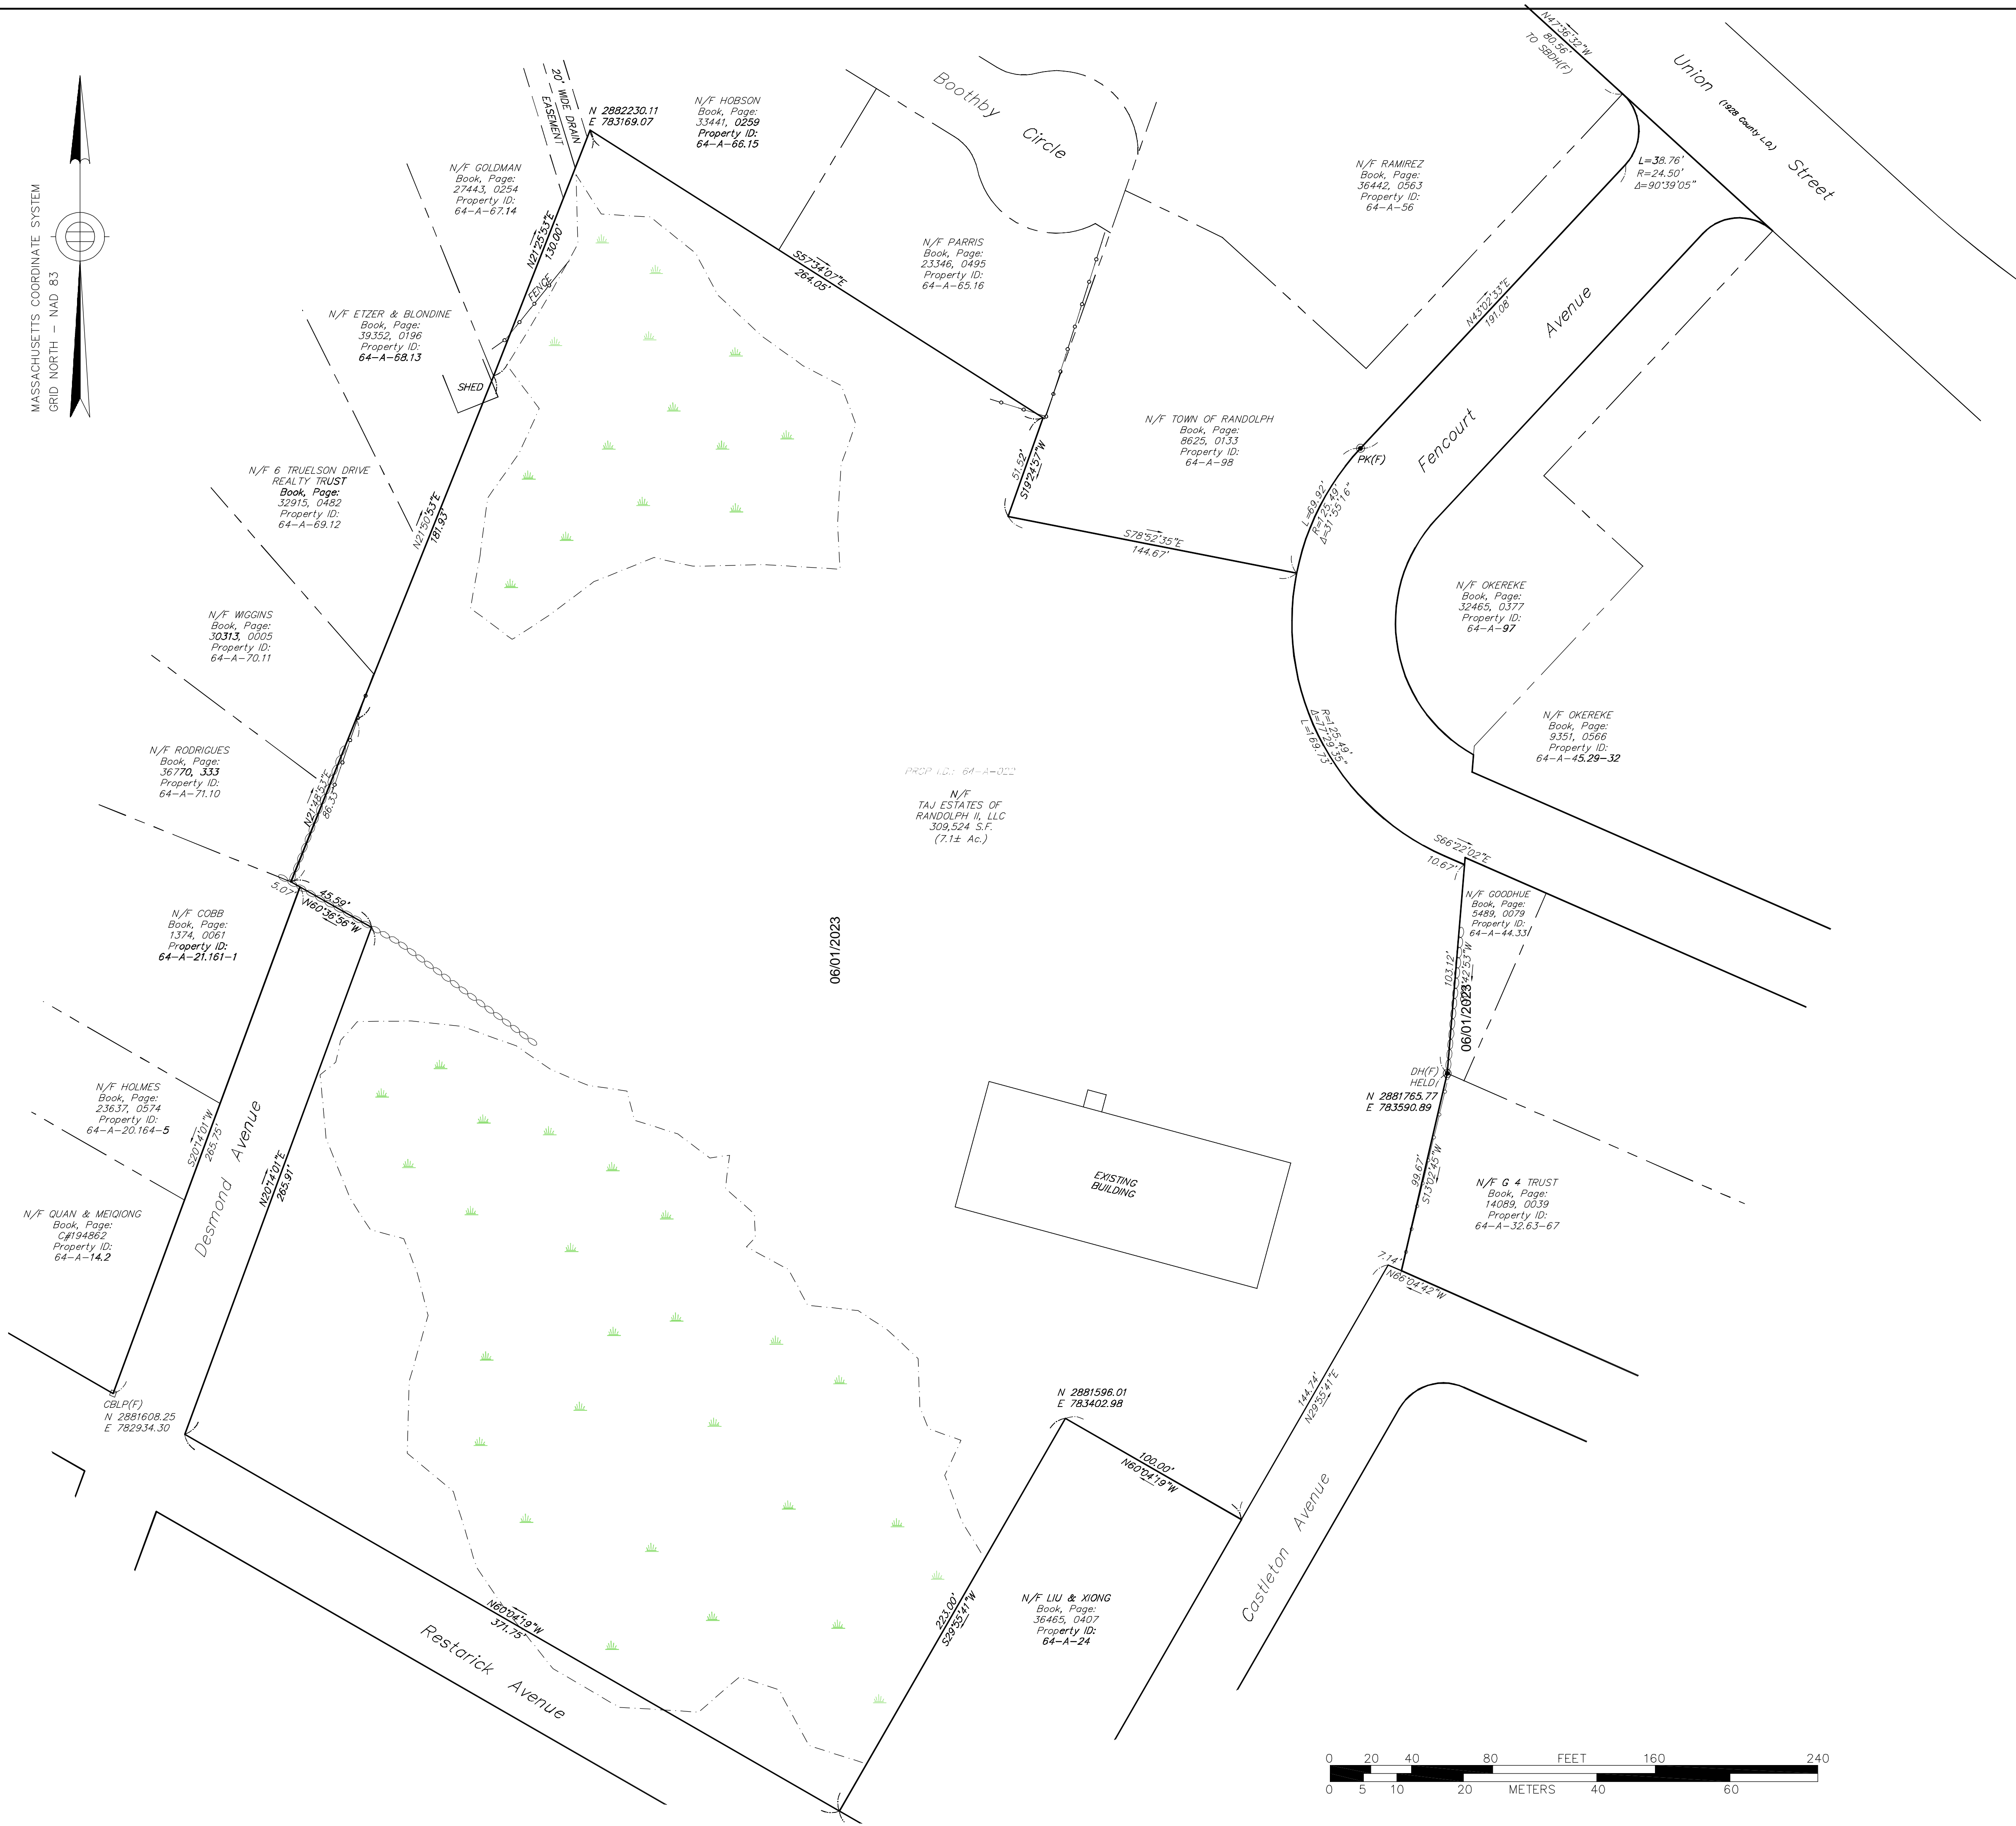 MASSACHUSETTS COORDINATE SYSTEM
GRID NORTH - NAD 83
20' WIDE DRAIN
EASEMENT
N 2882230.11
E 783169.07
N/F HOBSON
Book, Page:
33441, 0259
Property ID:
64-A-66.15
Boothby Circle
N47°36'32"W
80.56'
TO SBDH(F)
Union (1928 County L.O.) Street
L=38.76'
R=24.50'
Δ=90°39'05"
N/F RAMIREZ
Book, Page:
36442, 0563
Property ID:
64-A-56
N/F GOLDMAN
Book, Page:
27443, 0254
Property ID:
64-A-67.14
N21°25'53"E
130.00'
FENCE
S57°34'07"E
264.05'
N/F PARRIS
Book, Page:
23346, 0495
Property ID:
64-A-65.16
N43°02'33"E
191.08'
Fencourt Avenue
N/F ETZER & BLONDINE
Book, Page:
39352, 0196
Property ID:
64-A-68.13
SHED
N/F TOWN OF RANDOLPH
Book, Page:
8625, 0133
Property ID:
64-A-98
PK(F)
51.52'
S19°24'57"W
L=69.92'
R=125.49'
Δ=31°55'16"
S78°52'35"E
144.67'
N/F 6 TRUELSON DRIVE
REALTY TRUST
Book, Page:
32915, 0482
Property ID:
64-A-69.12
N21°50'53"E
181.93'
N/F OKEREKE
Book, Page:
32465, 0377
Property ID:
64-A-97
N/F WIGGINS
Book, Page:
30313, 0005
Property ID:
64-A-70.11
R=125.49'
Δ=77°29'35"
L=169.73'
N/F OKEREKE
Book, Page:
9351, 0566
Property ID:
64-A-45.29-32
N/F RODRIGUES
Book, Page:
36770, 333
Property ID:
64-A-71.10
N21°48'53"E
86.33'
PROP I.D.: 64-A-022
N/F
TAJ ESTATES OF
RANDOLPH II, LLC
309,524 S.F.
(7.1± Ac.)
S66°22'02"E
10.67'
5.07'
45.59'
N60°36'56"W
N/F COBB
Book, Page:
1374, 0061
Property ID:
64-A-21.161-1
06/01/2023
N/F GOODHUE
Book, Page:
5489, 0079
Property ID:
64-A-44.33
103.12'
42'53"W
06/01/2023
DH(F)
HELD
N 2881765.77
E 783590.89
N/F HOLMES
Book, Page:
23637, 0574
Property ID:
64-A-20.164-5
S20°14'01"W
265.75'
Desmond Avenue
N20°14'01"E
265.91'
EXISTING
BUILDING
99.67'
S13°02'45"W
N/F G 4 TRUST
Book, Page:
14089, 0039
Property ID:
64-A-32.63-67
N/F QUAN & MEIQIONG
Book, Page:
C#194862
Property ID:
64-A-14.2
7.14'
N66°04'42"W
CBLP(F)
N 2881608.25
E 782934.30
N 2881596.01
E 783402.98
144.74'
N29°55'41"E
100.00'
N60°04'19"W
Castleton Avenue
223.00'
S29°55'41"W
N/F LIU & XIONG
Book, Page:
36465, 0407
Property ID:
64-A-24
N60°04'19"W
371.75'
Restarick Avenue
0 20 40 80 FEET 160 240
0 5 10 20 METERS 40 60